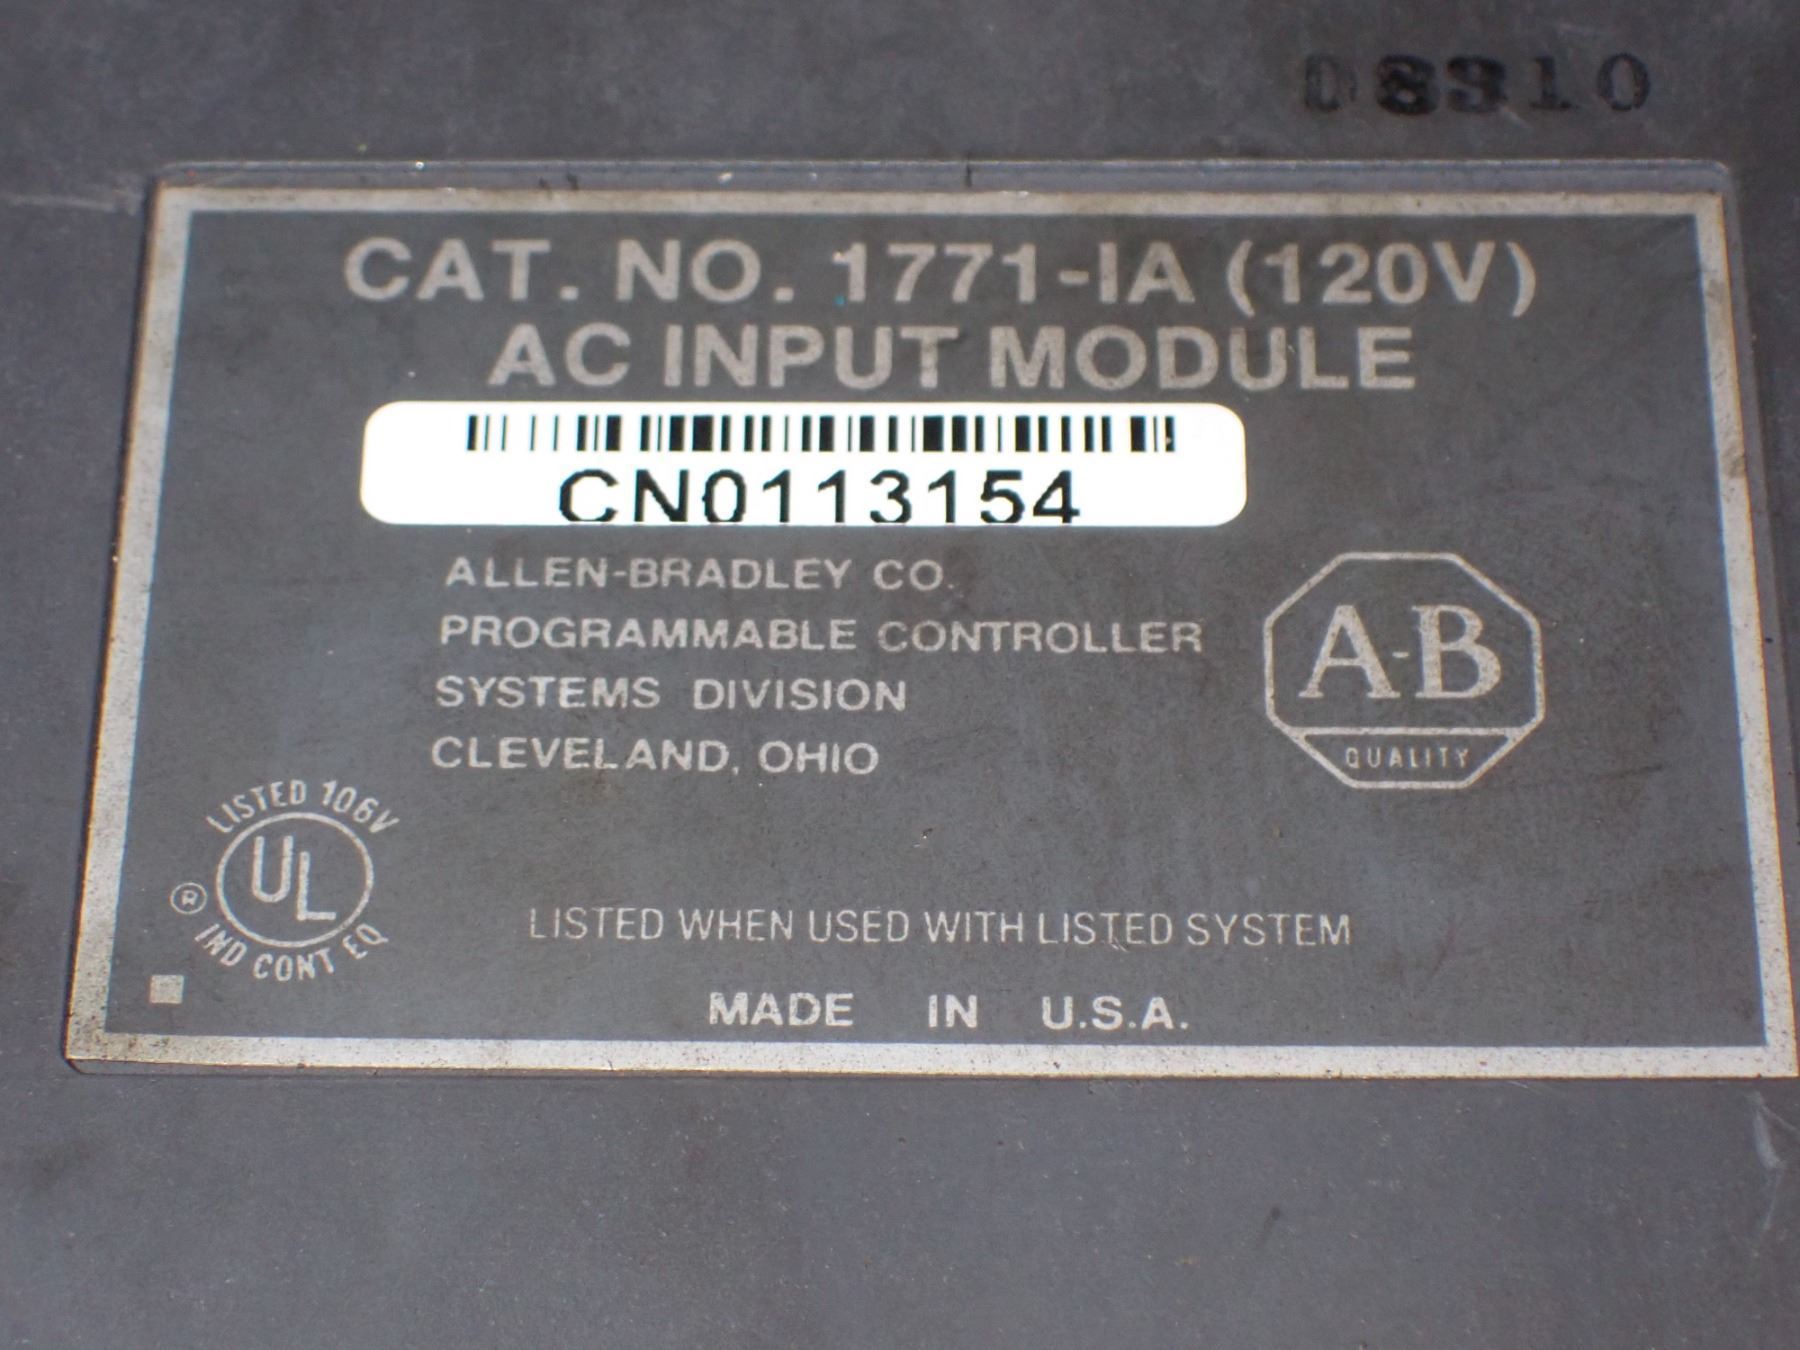 08310
CAT. NO. 1771-IA (120V)
AC INPUT MODULE
CN0113154
ALLEN-BRADLEY CO.
PROGRAMMABLE CONTROLLER
SYSTEMS DIVISION
CLEVELAND, OHIO
A-B
QUALITY
LISTED 106V
UL
®
IND CONT EQ
LISTED WHEN USED WITH LISTED SYSTEM
MADE IN U.S.A.